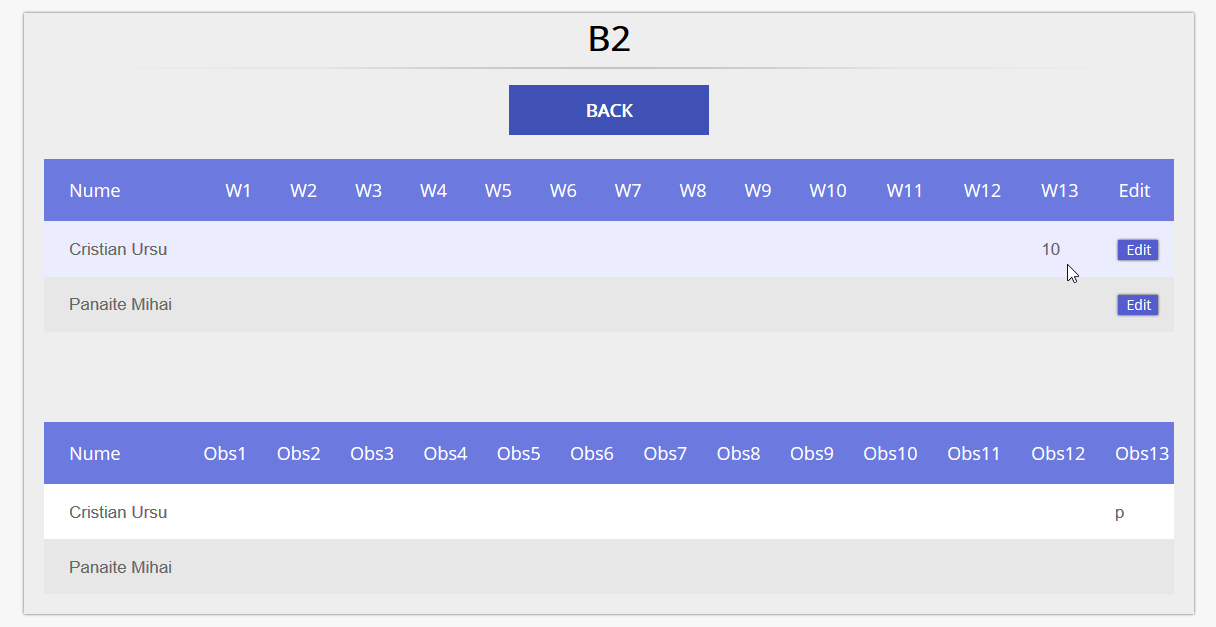 B2
BACK
Nume W1 W2 W3 W4 W5 W6 W7 W8 W9 W10 W11 W12 W13 Edit
Cristian Ursu 10 Edit
Panaite Mihai Edit
Nume Obs1 Obs2 Obs3 Obs4 Obs5 Obs6 Obs7 Obs8 Obs9 Obs10 Obs11 Obs12 Obs13
Cristian Ursu p
Panaite Mihai